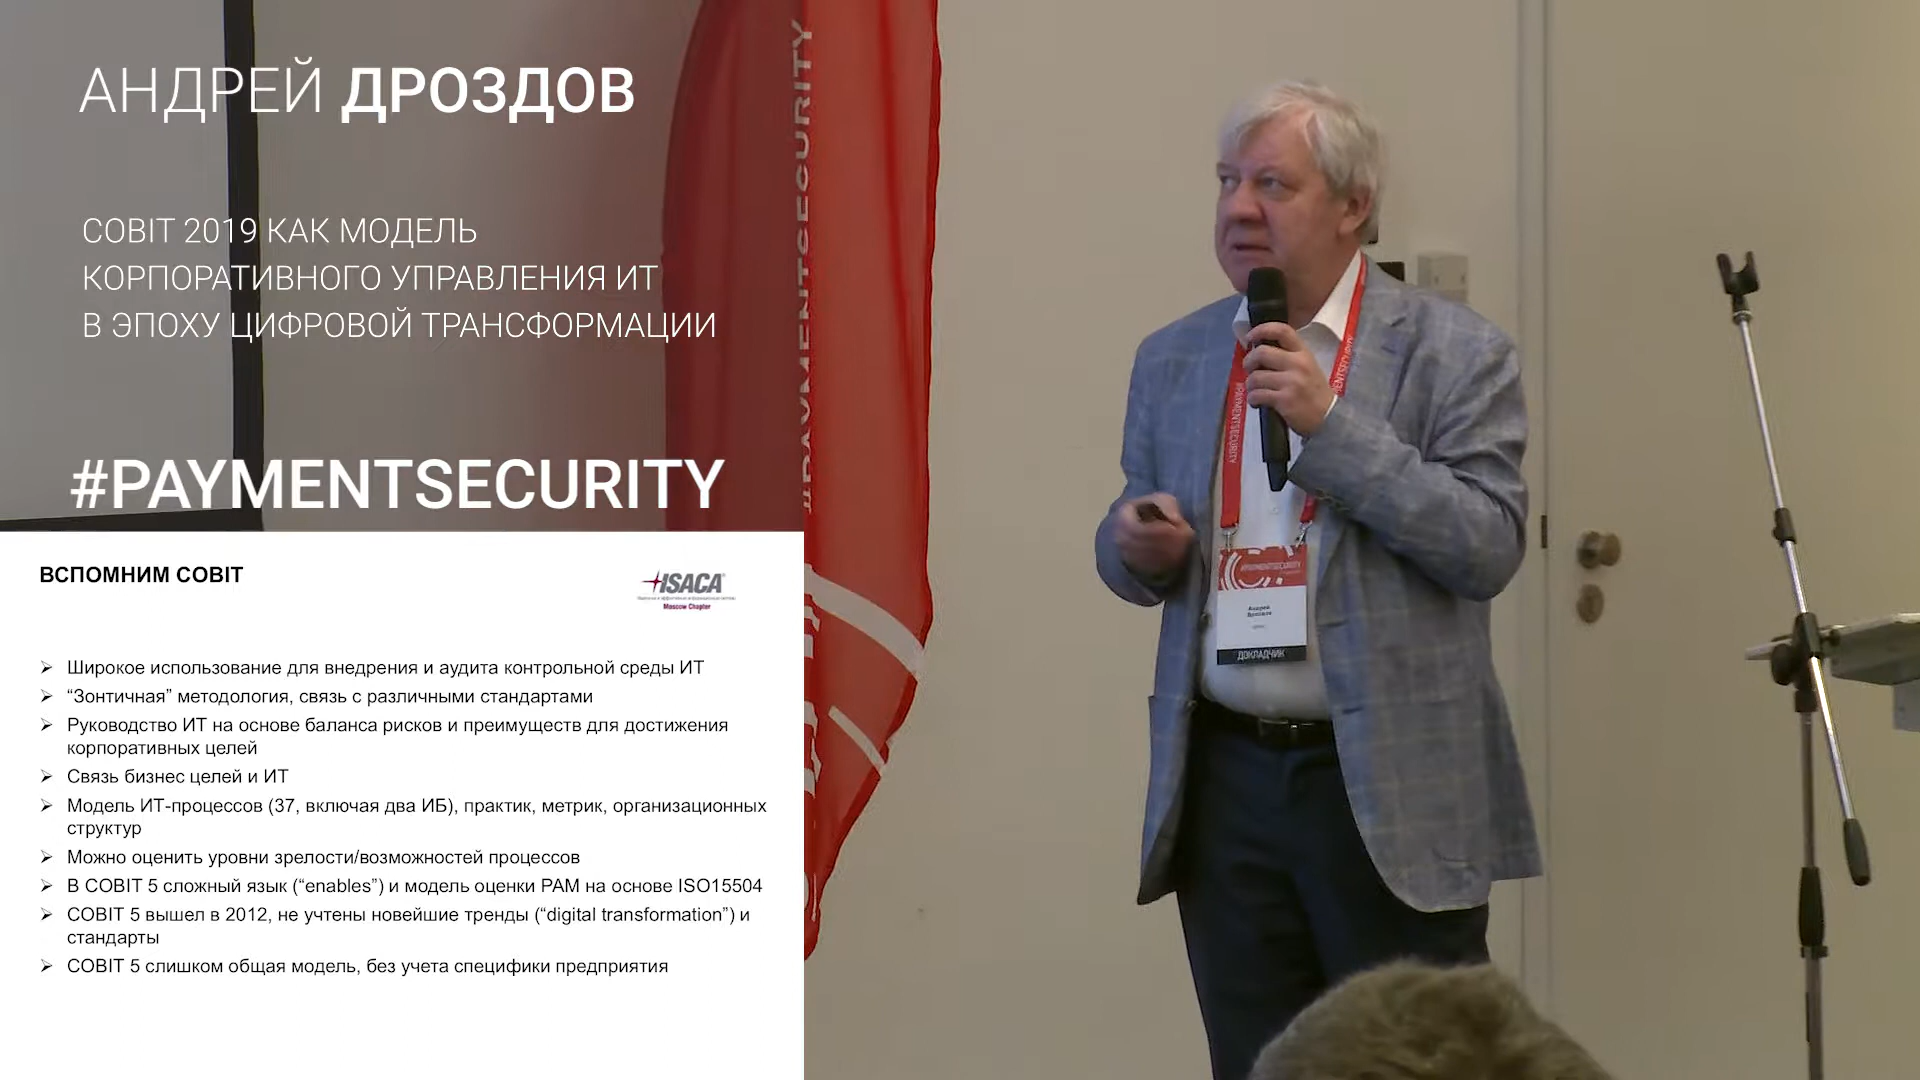 АНДРЕЙ ДРОЗДОВ
COBIT 2019 КАК МОДЕЛЬ
КОРПОРАТИВНОГО УПРАВЛЕНИЯ ИТ
В ЭПОХУ ЦИФРОВОЙ ТРАНСФОРМАЦИИ
#PAYMENTSECURITY
ВСПОМНИМ COBIT
ISACA
Moscow Chapter
Широкое использование для внедрения и аудита контрольной среды ИТ
“Зонтичная” методология, связь с различными стандартами
Руководство ИТ на основе баланса рисков и преимуществ для достижения
корпоративных целей
Связь бизнес целей и ИТ
Модель ИТ-процессов (37, включая два ИБ), практик, метрик, организационных
структур
Можно оценить уровни зрелости/возможностей процессов
В COBIT 5 сложный язык (“enables”) и модель оценки PAM на основе ISO15504
COBIT 5 вышел в 2012, не учтены новейшие тренды (“digital transformation”) и
стандарты
COBIT 5 слишком общая модель, без учета специфики предприятия
#PAYMENTSECURITY
#PAYMENTSECURITY
#PAYMENTSECURITY
Андрей
ДОКЛАДЧИК